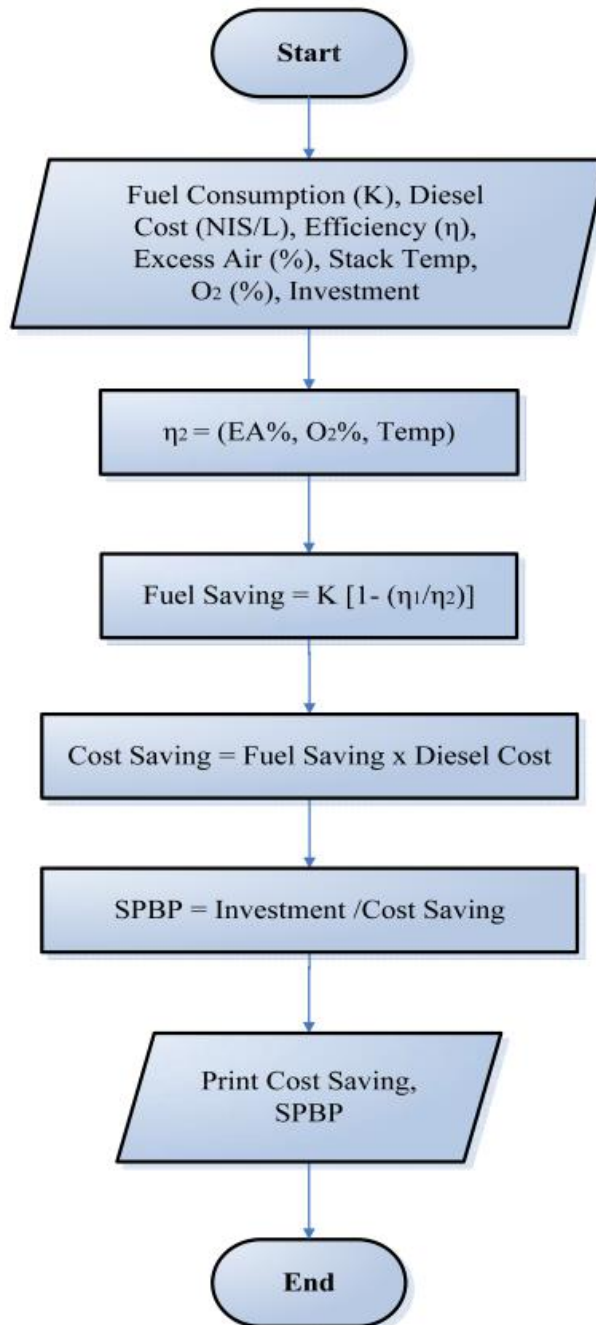 Start
Fuel Consumption (K), Diesel
Cost (NIS/L), Efficiency (η),
Excess Air (%), Stack Temp,
O₂ (%), Investment
η₂ = (EA%, O₂%, Temp)
Fuel Saving = K [1- (η₁/η₂)]
Cost Saving = Fuel Saving x Diesel Cost
SPBP = Investment /Cost Saving
Print Cost Saving,
SPBP
End